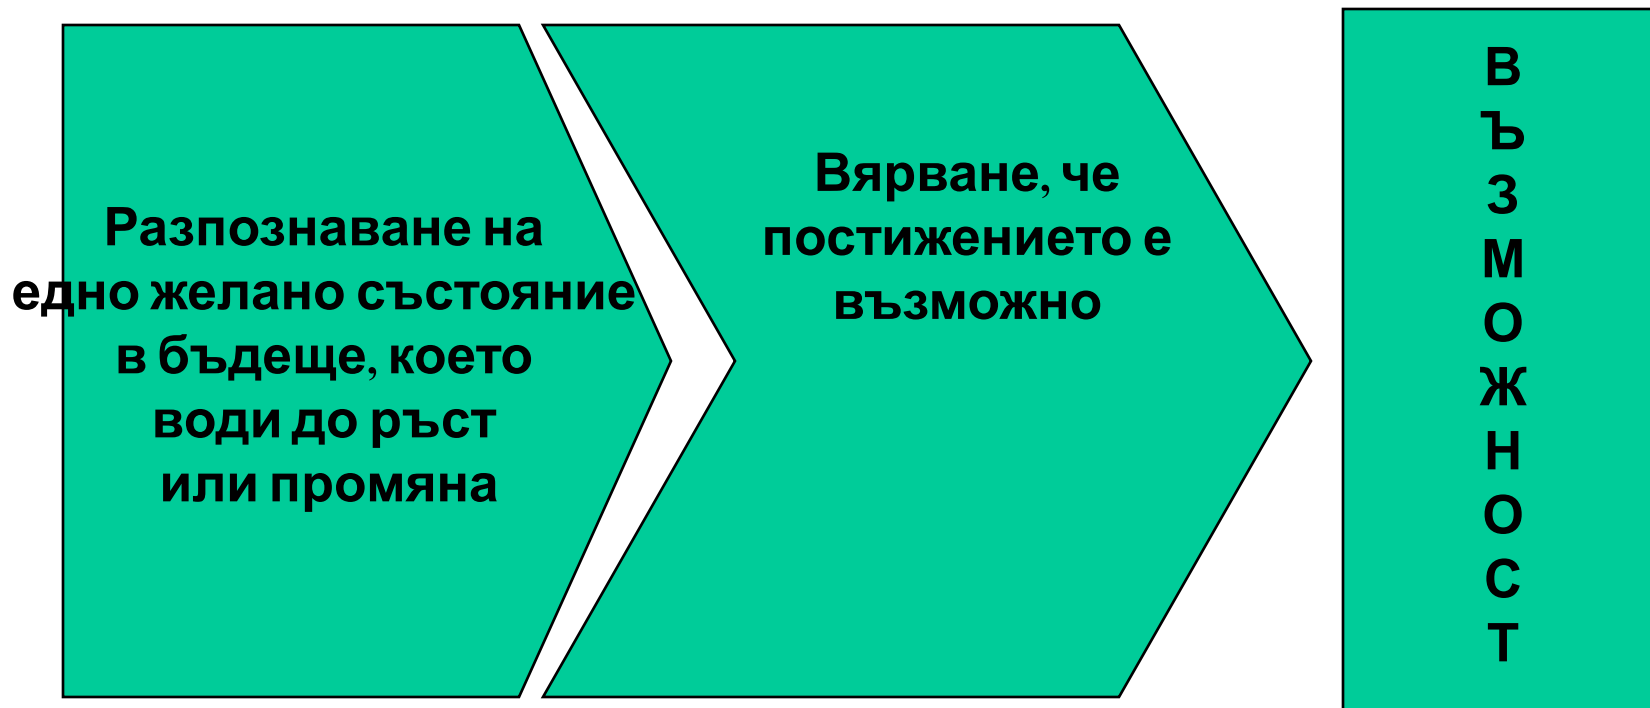 Разпознаване на
едно желано състояние
в бъдеще, което
води до ръст
или промяна
Вярване, че
постижението е
възможно
В
Ъ
З
М
О
Ж
Н
О
С
Т